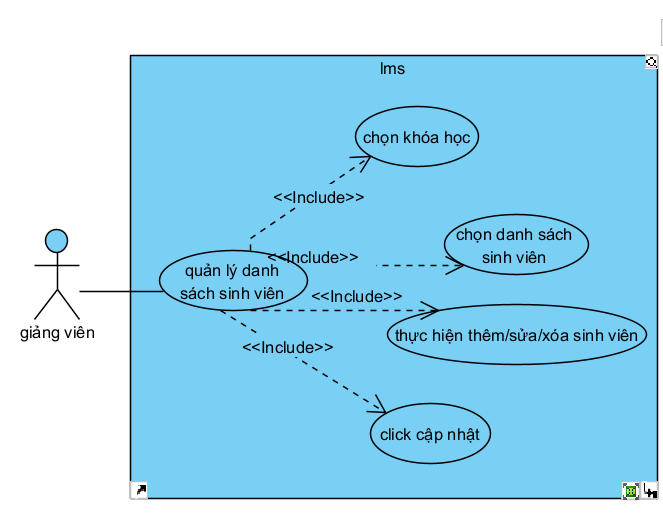 lms
chọn khóa học
<<Include>>
chọn danh sách
sinh viên
<<Include>>
quản lý danh
sách sinh viên
<<Include>>
thực hiện thêm/sửa/xóa sinh viên
giảng viên
<<Include>>
click cập nhật